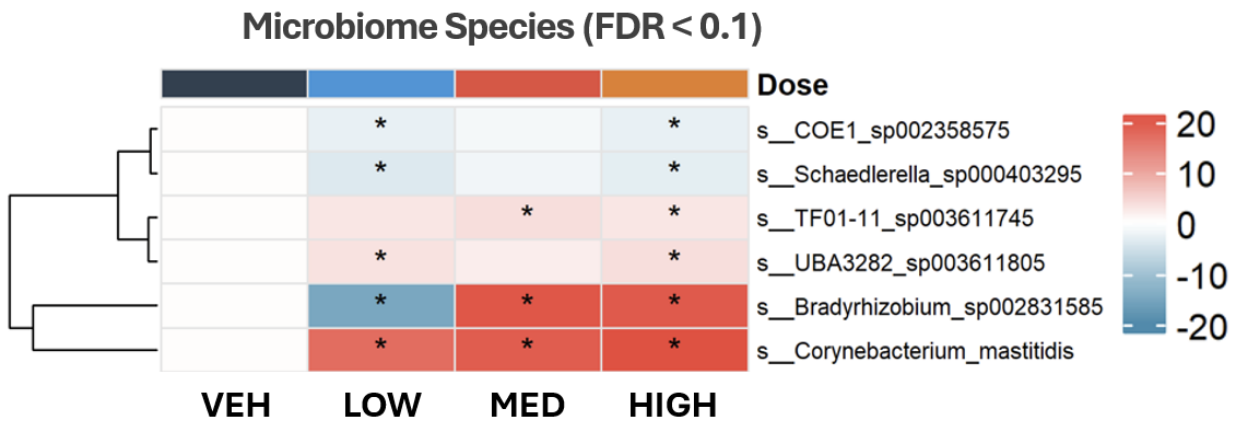 Microbiome Species (FDR < 0.1)
Dose
* * s__COE1_sp002358575
* * s__Schaedlerella_sp000403295
* * s__TF01-11_sp003611745
* * s__UBA3282_sp003611805
* * * s__Bradyrhizobium_sp002831585
* * * s__Corynebacterium_mastitidis
VEH LOW MED HIGH
20
10
0
-10
-20